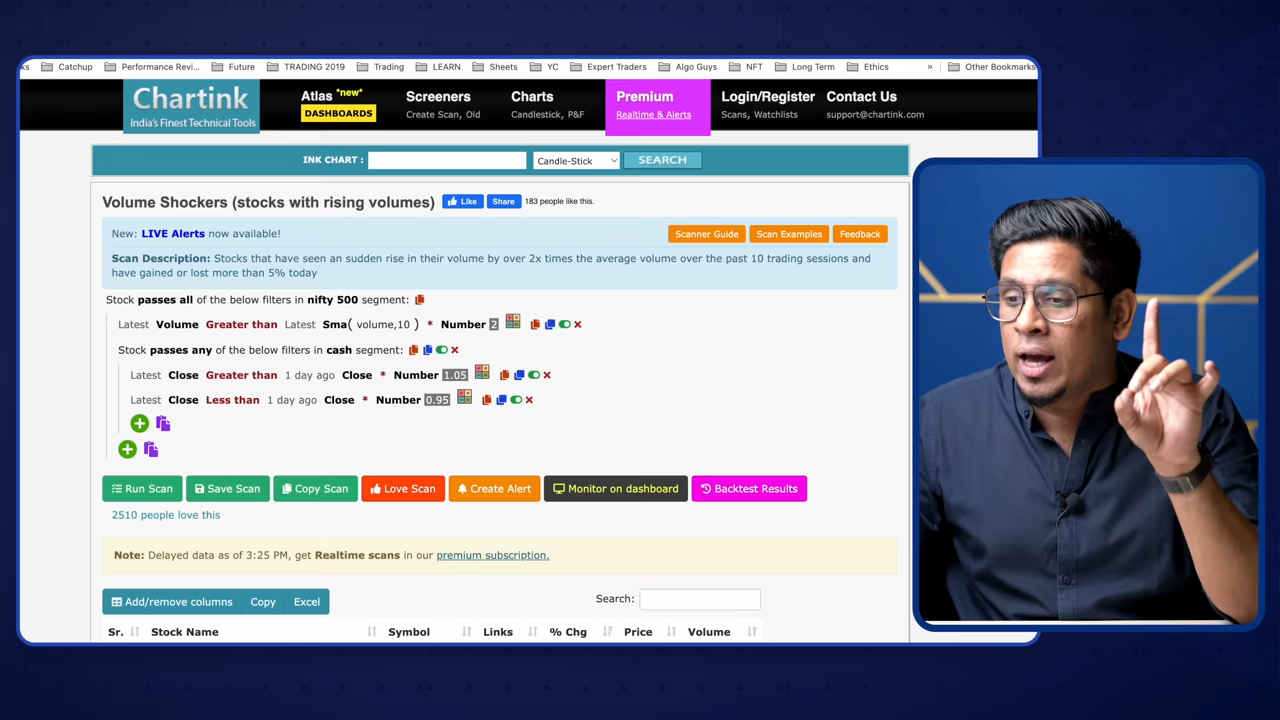 ks Catchup Performance Revi... Future TRADING 2019 Trading LEARN Sheets YC Expert Traders Algo Guys NFT Long Term Ethics » Other Bookmarks
Chartink
India's Finest Technical Tools
Atlas *new*
DASHBOARDS
Screeners
Create Scan, Old
Charts
Candlestick, P&F
Premium
Realtime & Alerts
Login/Register
Scans, Watchlists
Contact Us
support@chartink.com
INK CHART : Candle-Stick SEARCH
Volume Shockers (stocks with rising volumes) Like Share 183 people like this.
New: LIVE Alerts now available! Scanner Guide Scan Examples Feedback
Scan Description: Stocks that have seen an sudden rise in their volume by over 2x times the average volume over the past 10 trading sessions and
have gained or lost more than 5% today
Stock passes all of the below filters in nifty 500 segment:
Latest Volume Greater than Latest Sma( volume,10 ) * Number 2
Stock passes any of the below filters in cash segment:
Latest Close Greater than 1 day ago Close * Number 1.05
Latest Close Less than 1 day ago Close * Number 0.95
Run Scan Save Scan Copy Scan Love Scan Create Alert Monitor on dashboard Backtest Results
2510 people love this
Note: Delayed data as of 3:25 PM, get Realtime scans in our premium subscription.
Add/remove columns Copy Excel Search:
Sr. Stock Name Symbol Links % Chg Price Volume